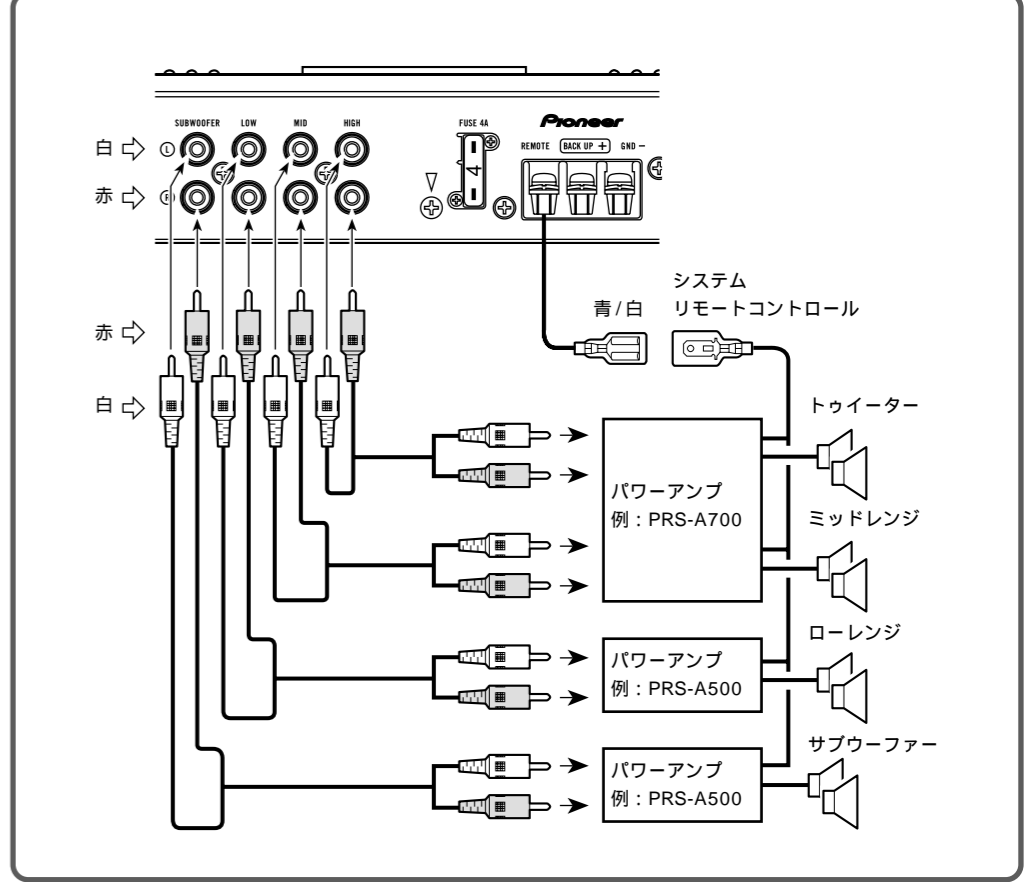 SUBWOOFER LOW MID HIGH
FUSE 4A
Pioneer
REMOTE BACK UP + GND −
白 L
赤 R
4
システム
青/白 リモートコントロール
赤
白
トゥイーター
パワーアンプ
例：PRS-A700
ミッドレンジ
ローレンジ
パワーアンプ
例：PRS-A500
サブウーファー
パワーアンプ
例：PRS-A500